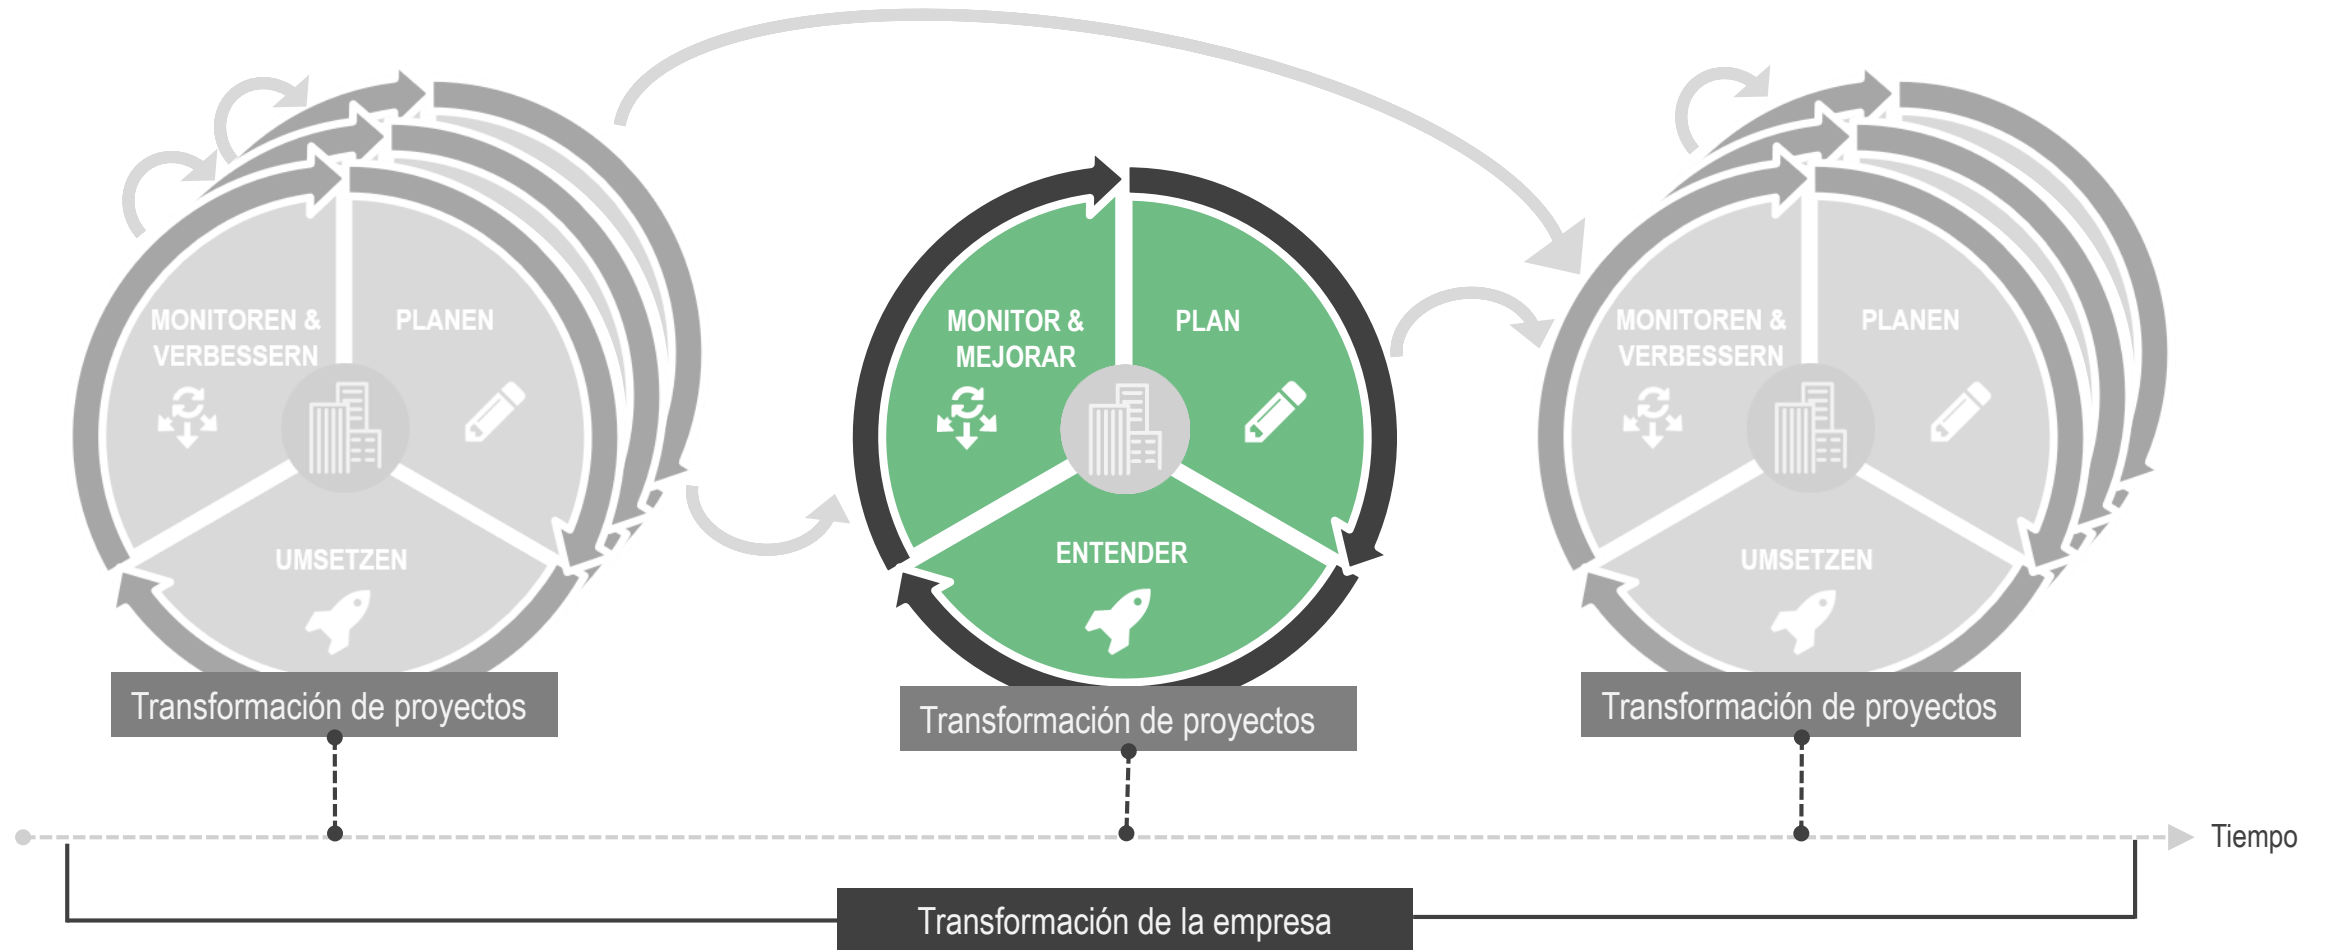 MONITOREN &
VERBESSERN
PLANEN
UMSETZEN
Transformación de proyectos
MONITOR &
MEJORAR
PLAN
ENTENDER
Transformación de proyectos
MONITOREN &
VERBESSERN
PLANEN
UMSETZEN
Transformación de proyectos
Tiempo
Transformación de la empresa